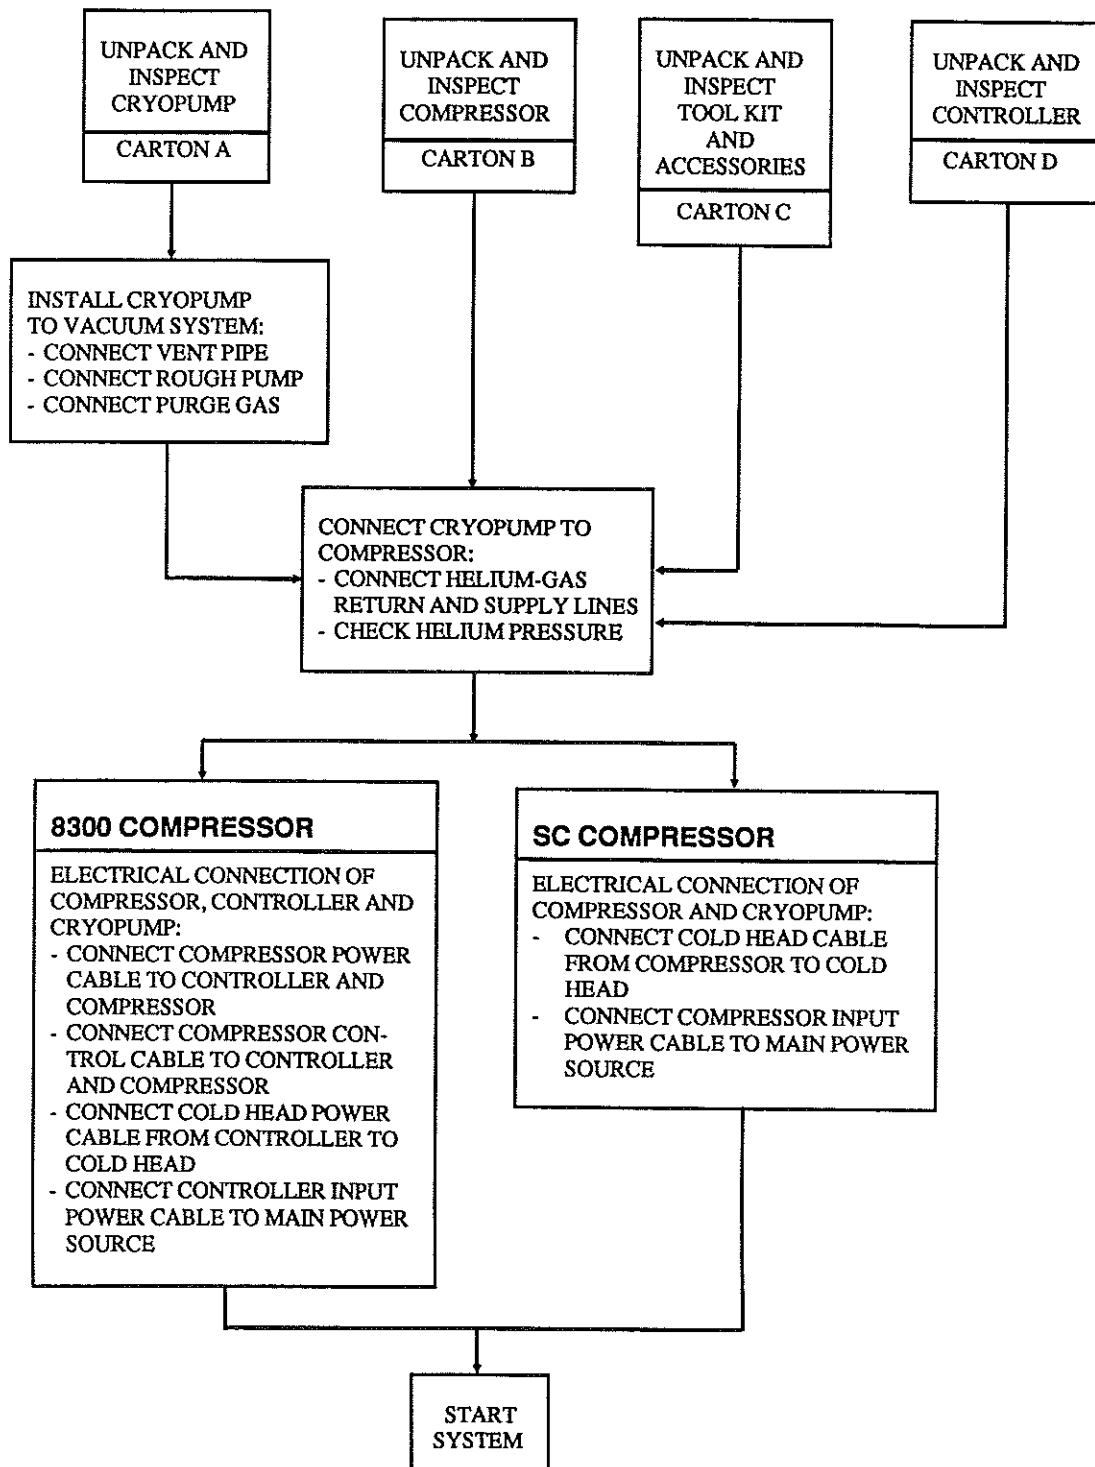 UNPACK AND
INSPECT
CRYOPUMP
CARTON A
UNPACK AND
INSPECT
COMPRESSOR
CARTON B
UNPACK AND
INSPECT
TOOL KIT
AND
ACCESSORIES
CARTON C
UNPACK AND
INSPECT
CONTROLLER
CARTON D
INSTALL CRYOPUMP
TO VACUUM SYSTEM:
- CONNECT VENT PIPE
- CONNECT ROUGH PUMP
- CONNECT PURGE GAS
CONNECT CRYOPUMP TO
COMPRESSOR:
- CONNECT HELIUM-GAS
RETURN AND SUPPLY LINES
- CHECK HELIUM PRESSURE
8300 COMPRESSOR
ELECTRICAL CONNECTION OF
COMPRESSOR, CONTROLLER AND
CRYOPUMP:
- CONNECT COMPRESSOR POWER
CABLE TO CONTROLLER AND
COMPRESSOR
- CONNECT COMPRESSOR CON-
TROL CABLE TO CONTROLLER
AND COMPRESSOR
- CONNECT COLD HEAD POWER
CABLE FROM CONTROLLER TO
COLD HEAD
- CONNECT CONTROLLER INPUT
POWER CABLE TO MAIN POWER
SOURCE
SC COMPRESSOR
ELECTRICAL CONNECTION OF
COMPRESSOR AND CRYOPUMP:
- CONNECT COLD HEAD CABLE
FROM COMPRESSOR TO COLD
HEAD
- CONNECT COMPRESSOR INPUT
POWER CABLE TO MAIN POWER
SOURCE
START
SYSTEM